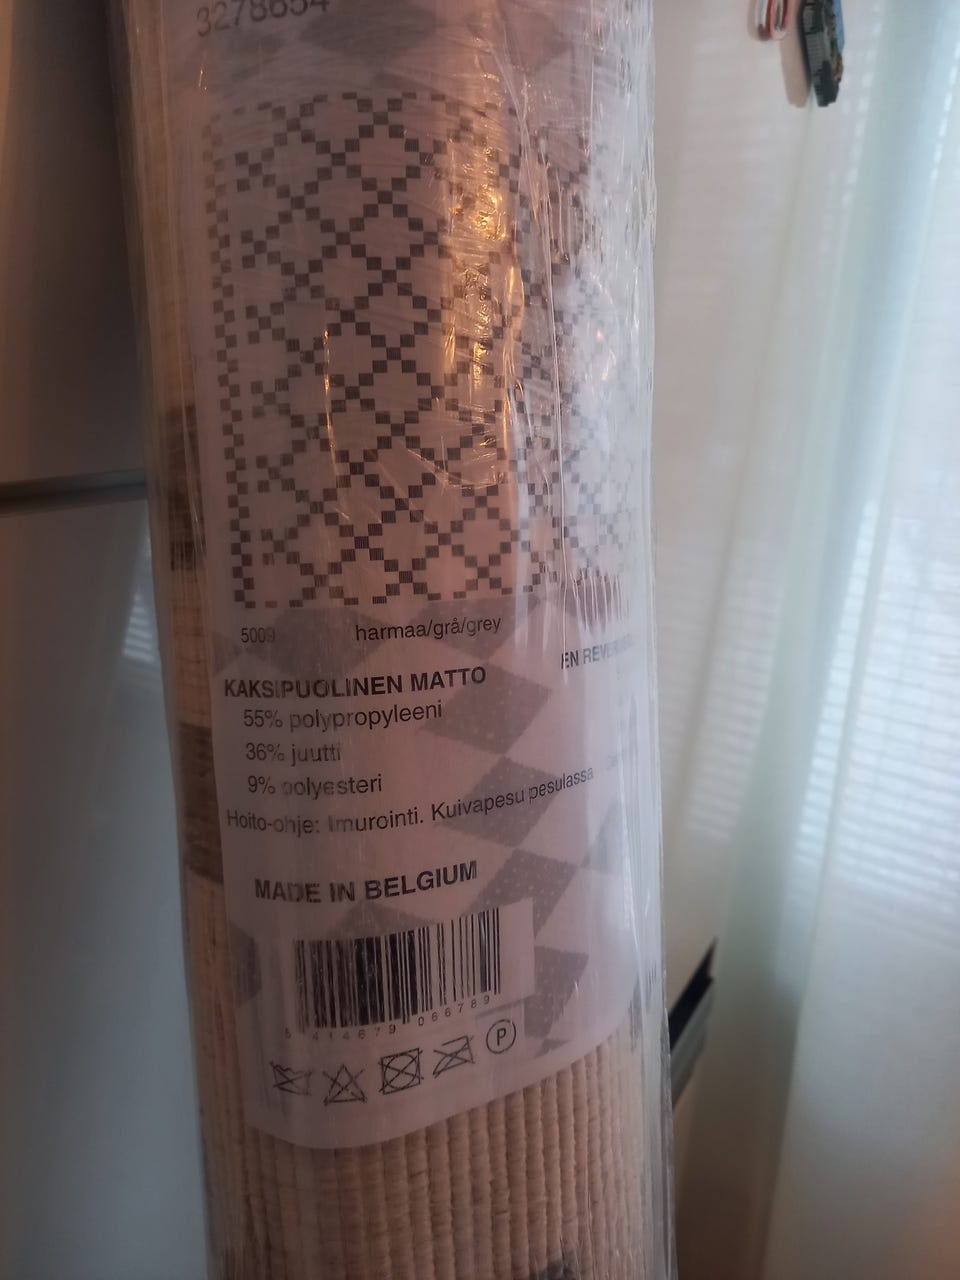 3278654
5009
harmaa/grå/grey
KAKSIPUOLINEN MATTO
55% polypropyleeni
36% juutti
9% polyesteri
Hoito-ohje: Imurointi. Kuivapesu pesulassa
EN
MADE IN BELGIUM
5 414679 066789
P